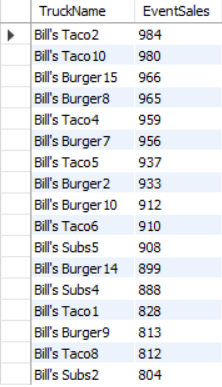 TruckName EventSales
Bill's Taco2 984
Bill's Taco10 980
Bill's Burger15 966
Bill's Burger8 965
Bill's Taco4 959
Bill's Burger7 956
Bill's Taco5 937
Bill's Burger2 933
Bill's Burger10 912
Bill's Taco6 910
Bill's Subs5 908
Bill's Burger14 899
Bill's Subs4 888
Bill's Taco1 828
Bill's Burger9 813
Bill's Taco8 812
Bill's Subs2 804